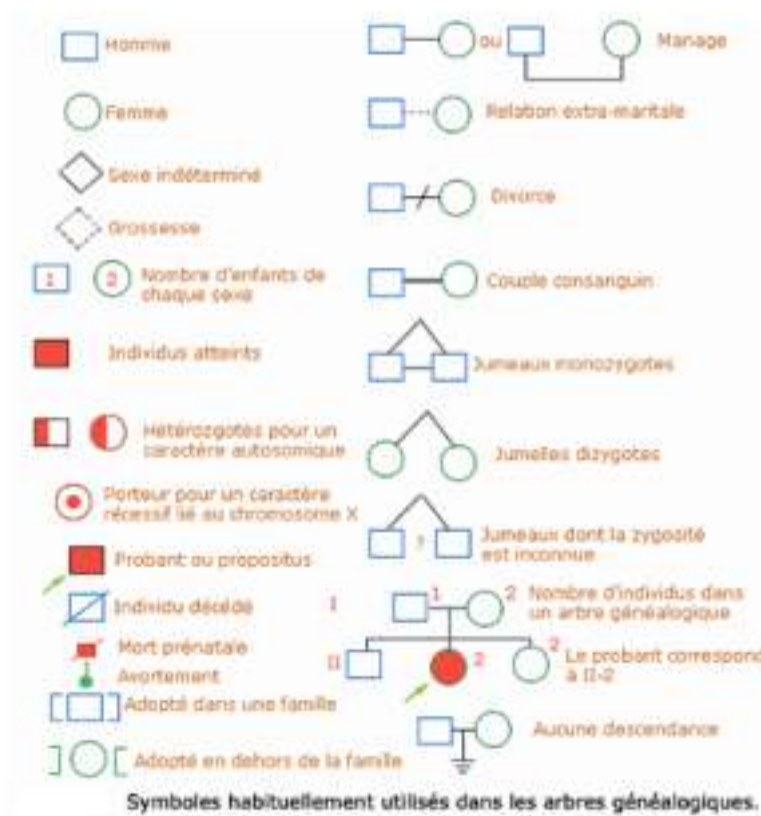 Homme
Femme
Sexe indéterminé
Grossesse
1 2 Nombre d'enfants de
chaque sexe
Individus atteints
Hétérozgotes pour un
caractère autosomique
Porteur pour un caractère
récessif lié au chromosome X
Probant ou propositus
Individu décédé
Mort prénatale
Avortement
Adopté dans une famille
Adopté en dehors de la famille
ou Manage
Relation extra-maritale
Divorce
Couple consanguin
Jumeaux monozygotes
Jumelles dizygotes
? Jumeaux dont la zygosité
est inconnue
I 1 2 Nombre d'individus dans
un arbre généalogique
II 2 2 Le probant correspond
à II-2
Aucune descendance
Symboles habituellement utilisés dans les arbres généalogiques.